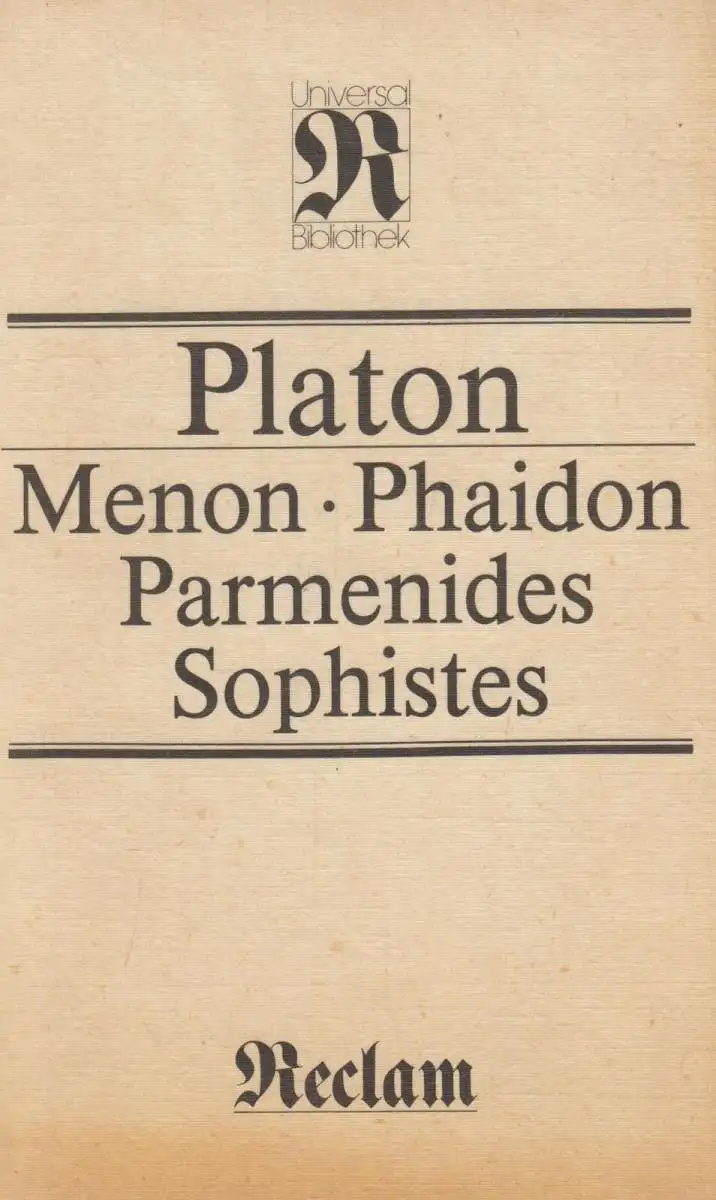 Universal
R
Bibliothek
Platon
Menon · Phaidon
Parmenides
Sophistes
Reclam